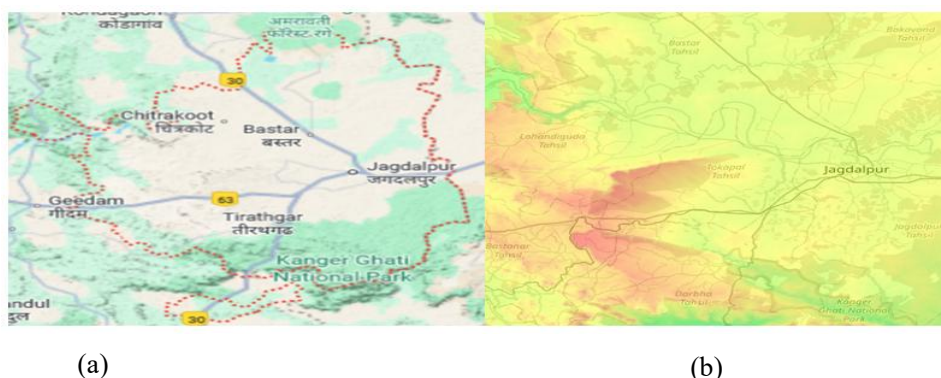 कोंडागांव
अमरावती
फॉरेस्ट रगे
30
Chitrakoot
चित्रकोट
Bastar
बस्तर
Jagdalpur
जगदलपुर
Geedam
गीदम
63
Tirathgarh
तीरथगढ
Kanger Ghati
National Park
30
Bastar
Tahsil
Bakavand
Tahsil
Lohandiguda
Tahsil
Tokapal
Tahsil
Jagdalpur
Bastanar
Tahsil
Jagdalpur
Tahsil
Darbha
Tahsil
Kanger
Ghati National
Park
(a)
(b)